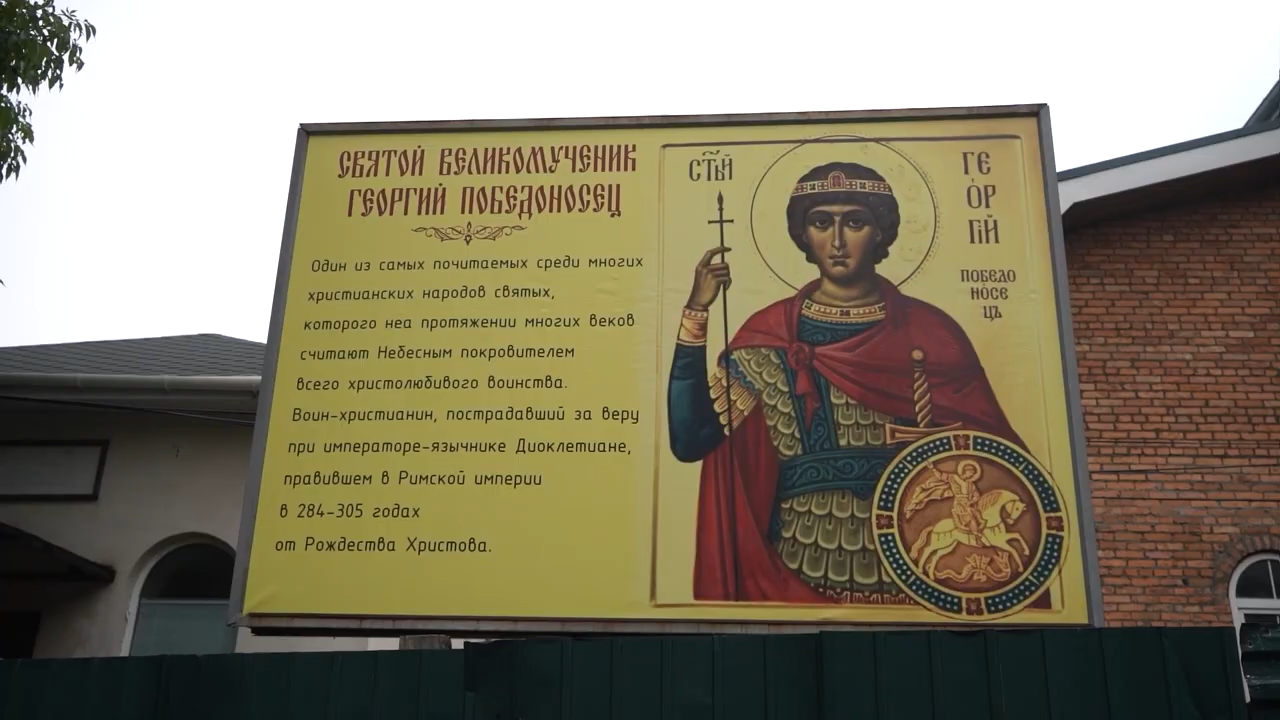 СВЯТОЙ ВЕЛИКОМУЧЕНИК
ГЕОРГИЙ ПОБЕДОНОСЕЦ
Один из самых почитаемых среди многих
христианских народов святых,
которого неа протяжении многих веков
считают Небесным покровителем
всего христолюбивого воинства.
Воин-христианин, пострадавший за веру
при императоре-язычнике Диоклетиане,
правившем в Римской империи
в 284-305 годах
от Рождества Христова.
СТЫЙ
ГЕ
ОР
ГІЙ
ПОБЕДО
НОСЕ
ЦЪ